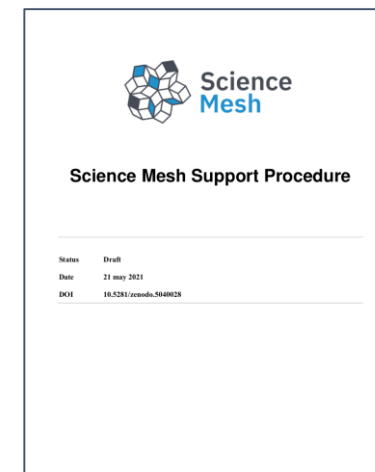 Science
Mesh
Science Mesh Support Procedure
Status Draft
Date 21 may 2021
DOI 10.5281/zenodo.5040028